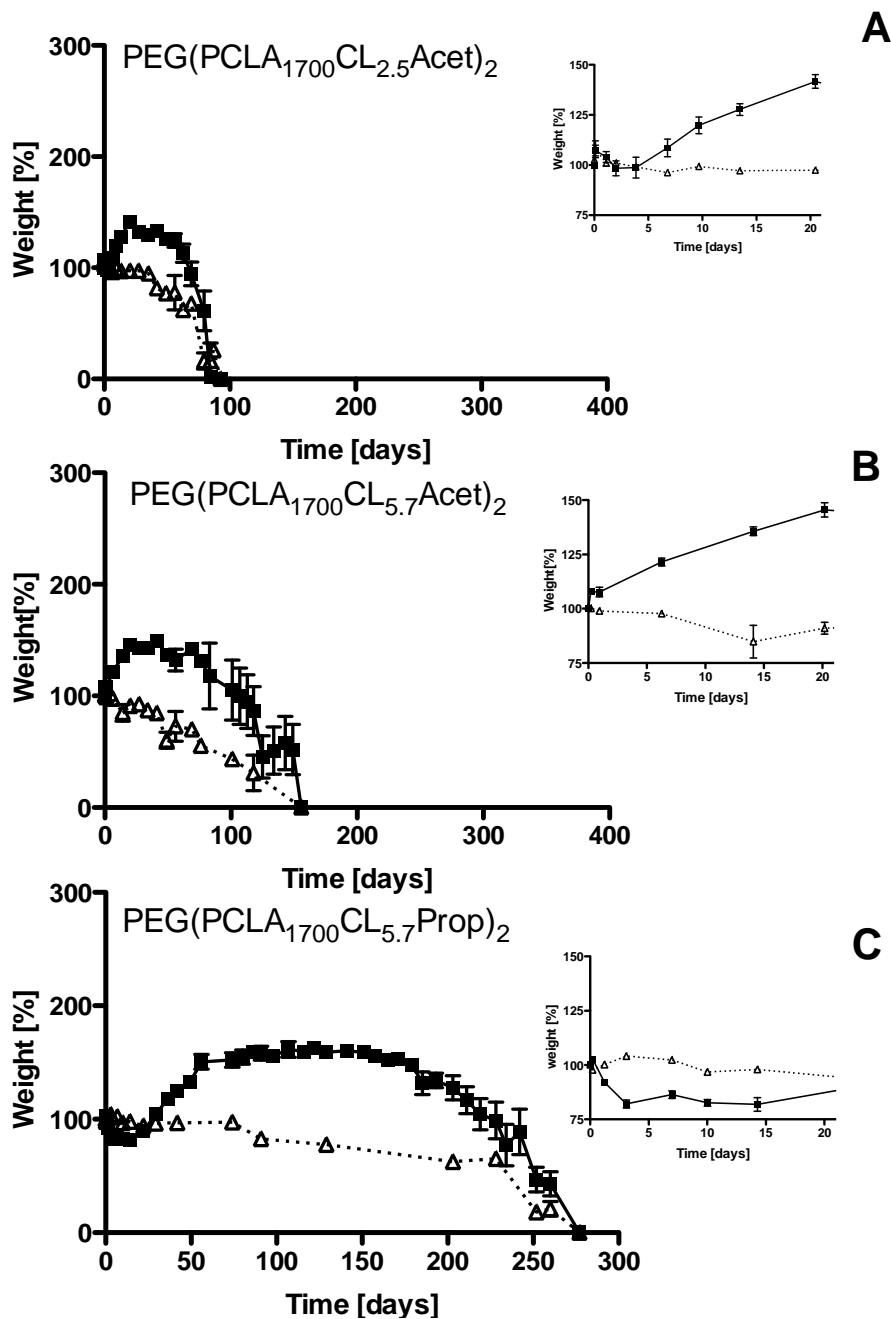 A
PEG(PCLA1700CL2.5Acet)2
300
200
100
0
Weight [%]
0 100 200 300 400
Time [days]
150
125
100
75
Weight [%]
0 5 10 15 20
Time [days]
B
PEG(PCLA1700CL5.7Acet)2
300
200
100
0
Weight[%]
0 100 200 300 400
Time [days]
150
125
100
75
Weight[%]
0 5 10 15 20
Time [days]
C
PEG(PCLA1700CL5.7Prop)2
300
200
100
0
Weight [%]
0 50 100 150 200 250 300
Time [days]
150
125
100
75
weight [%]
0 5 10 15 20
Time [days]